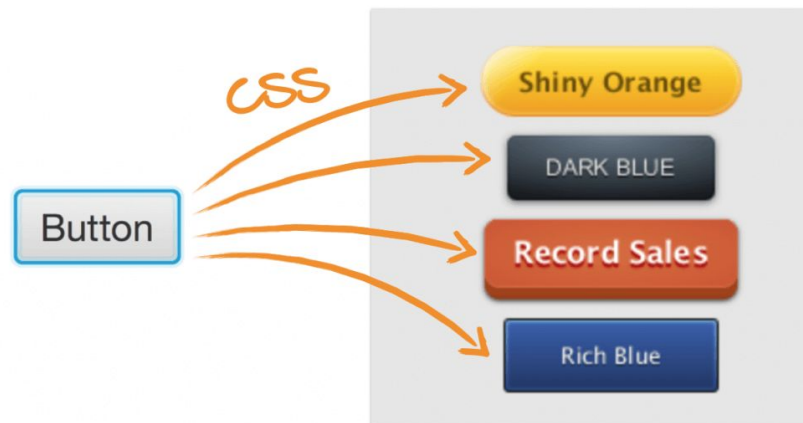 CSS
Button
Shiny Orange
DARK BLUE
Record Sales
Rich Blue